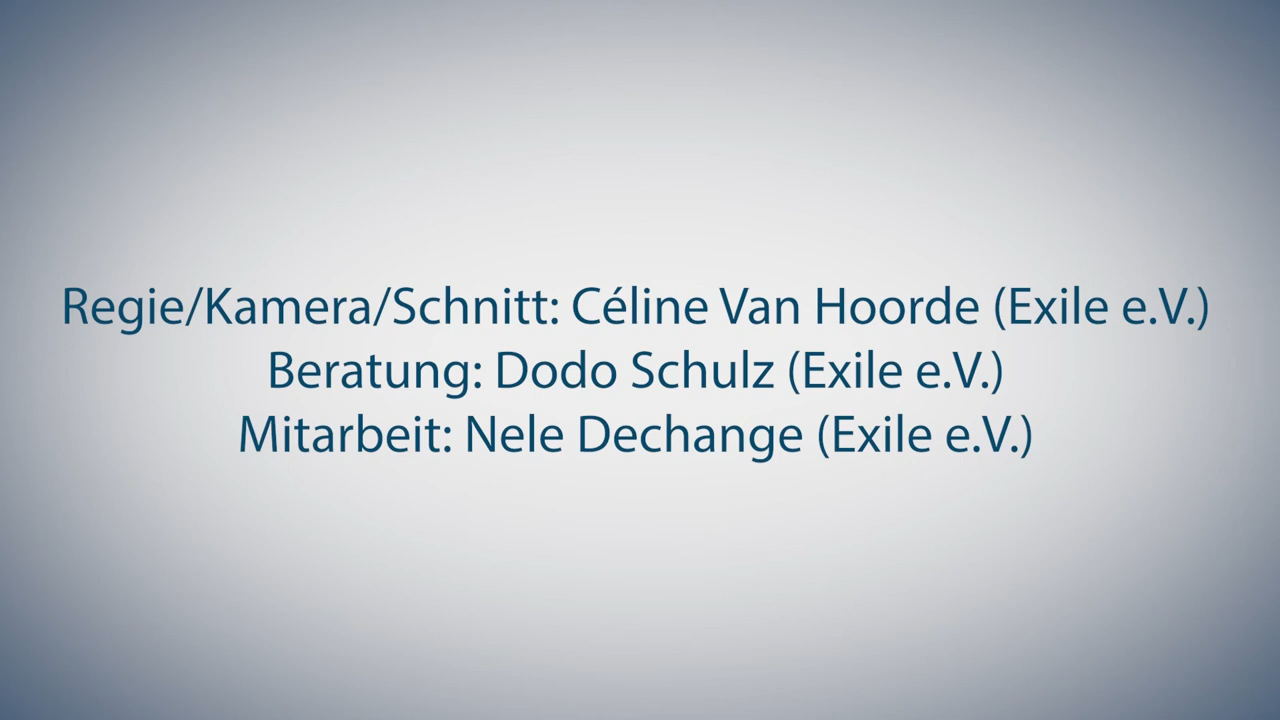 Regie/Kamera/Schnitt: Céline Van Hoorde (Exile e.V.)
Beratung: Dodo Schulz (Exile e.V.)
Mitarbeit: Nele Dechange (Exile e.V.)